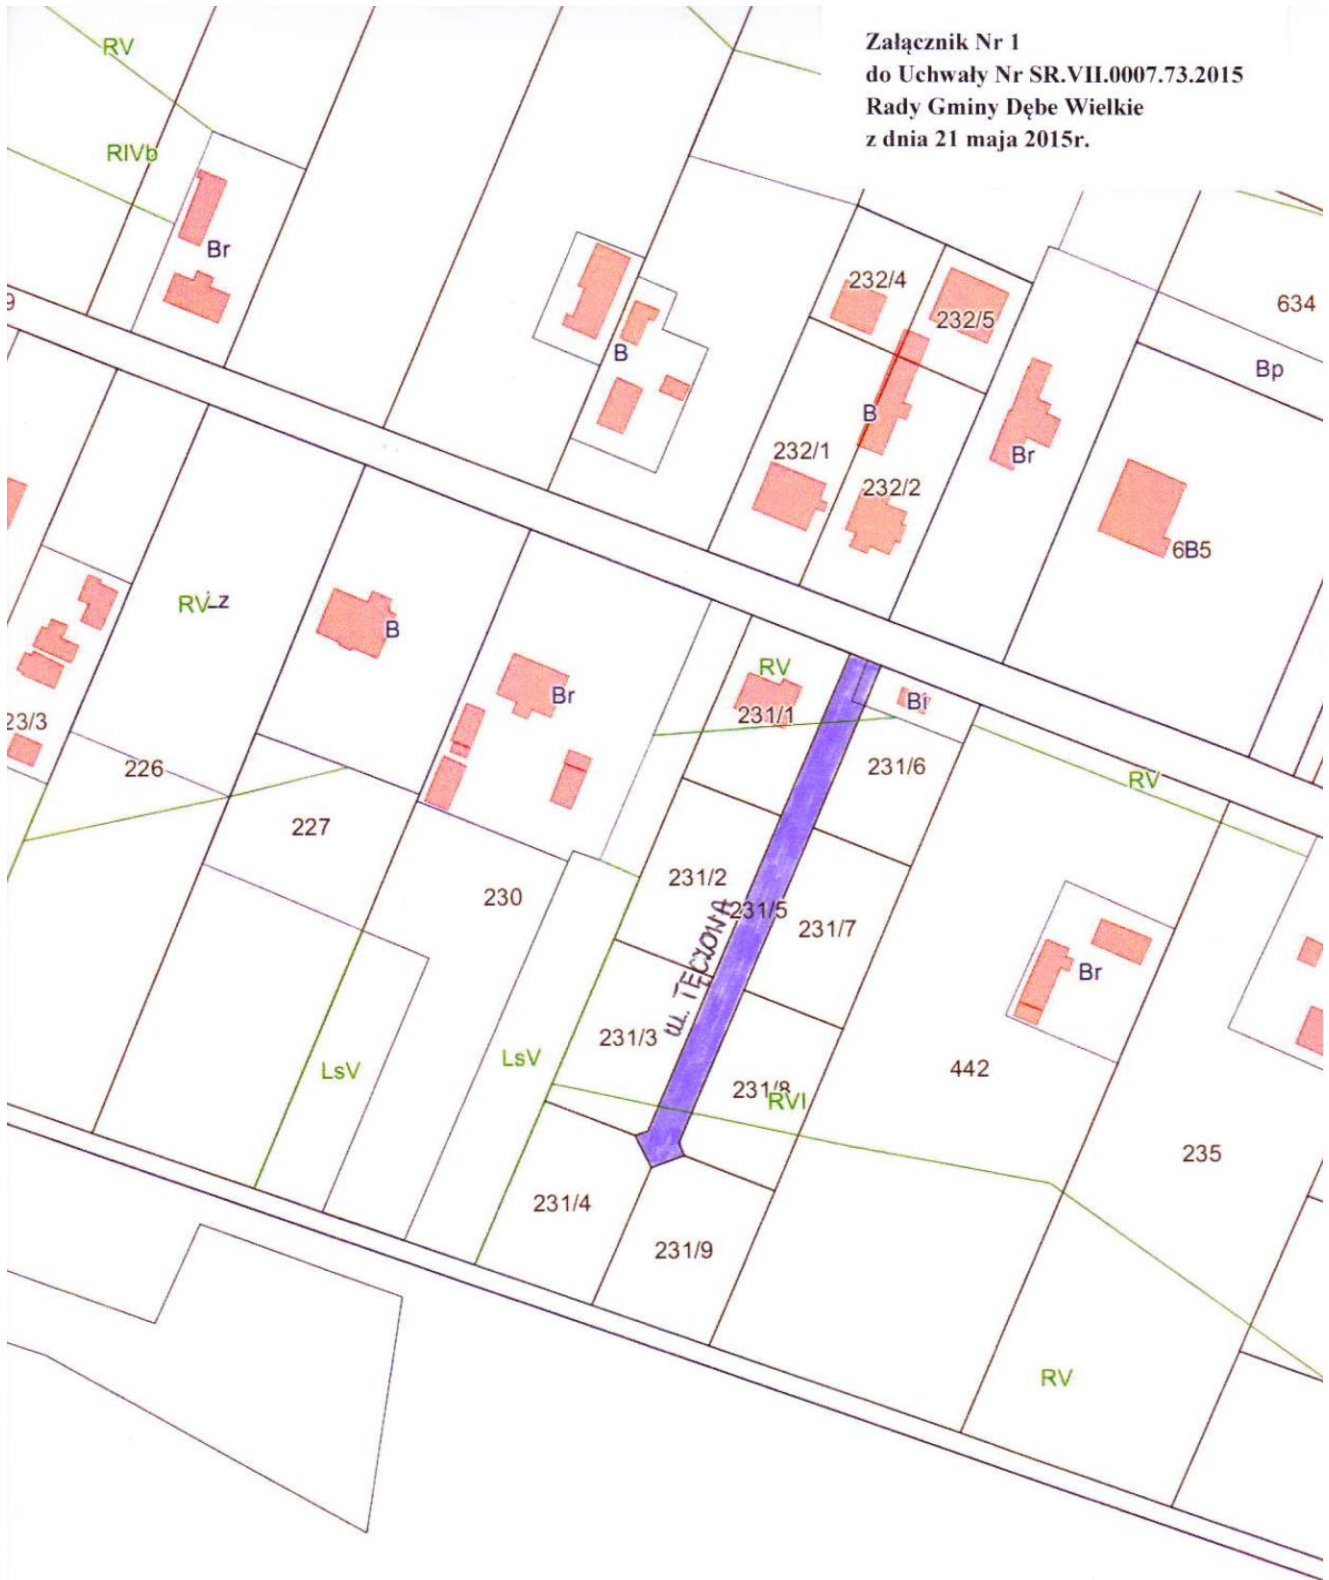 Załącznik Nr 1
do Uchwały Nr SR.VII.0007.73.2015
Rady Gminy Dębe Wielkie
z dnia 21 maja 2015r.
RV
RIVb
Br
9
232/4
634
232/5
B
Bp
B
232/1
Br
232/2
6B5
RV Lz
B
RV
Br
Bi
23/3
231/1
226
231/6
RV
227
231/2
230
231/5
231/7
ul. TĘCZOWA
Br
231/3
LsV
LsV
442
231/8
RVI
235
231/4
231/9
RV